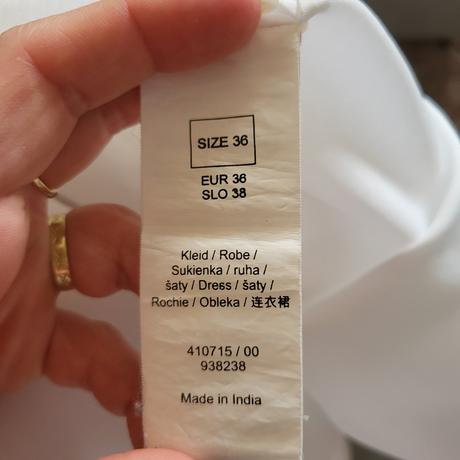 SIZE 36
EUR 36
SLO 38
Kleid / Robe /
Sukienka / ruha /
šaty / Dress / šaty /
Rochie / Obleka / 连衣裙
410715 / 00
938238
Made in India